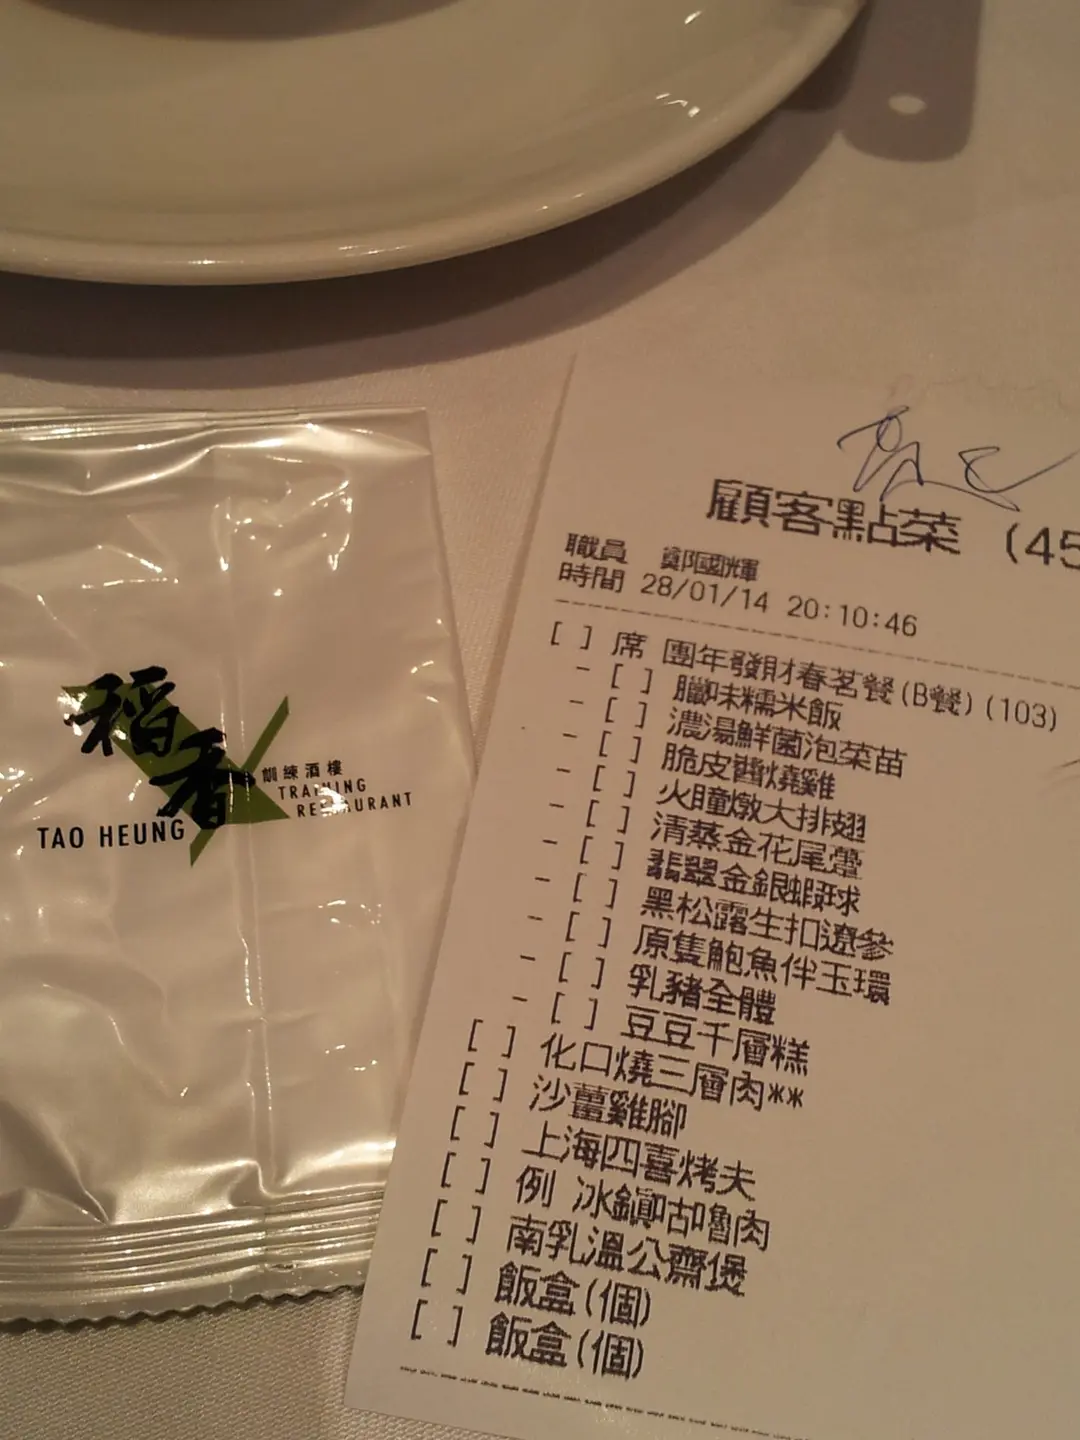 稻香
訓練酒樓
TRAINING
RESTAURANT
TAO HEUNG
顧客點菜 (45
職員 鄭國輝
時間 28/01/14 20:10:46
[ ] 席 團年發財春茗餐(B餐)(103)
- [ ] 臘味糯米飯
- [ ] 濃湯鮮菌泡菜苗
- [ ] 脆皮醬燒雞
- [ ] 火瞳燉大排翅
- [ ] 清蒸金花尾躉
- [ ] 翡翠金銀蝦球
- [ ] 黑松露生扣遼參
- [ ] 原隻鮑魚伴玉環
- [ ] 乳豬全體
- [ ] 豆豆千層糕
[ ] 化口燒三層肉**
[ ] 沙薑雞腳
[ ] 上海四喜烤夫
[ ] 例 冰鎮咕嚕肉
[ ] 南乳溫公齋煲
[ ] 飯盒(個)
[ ] 飯盒(個)